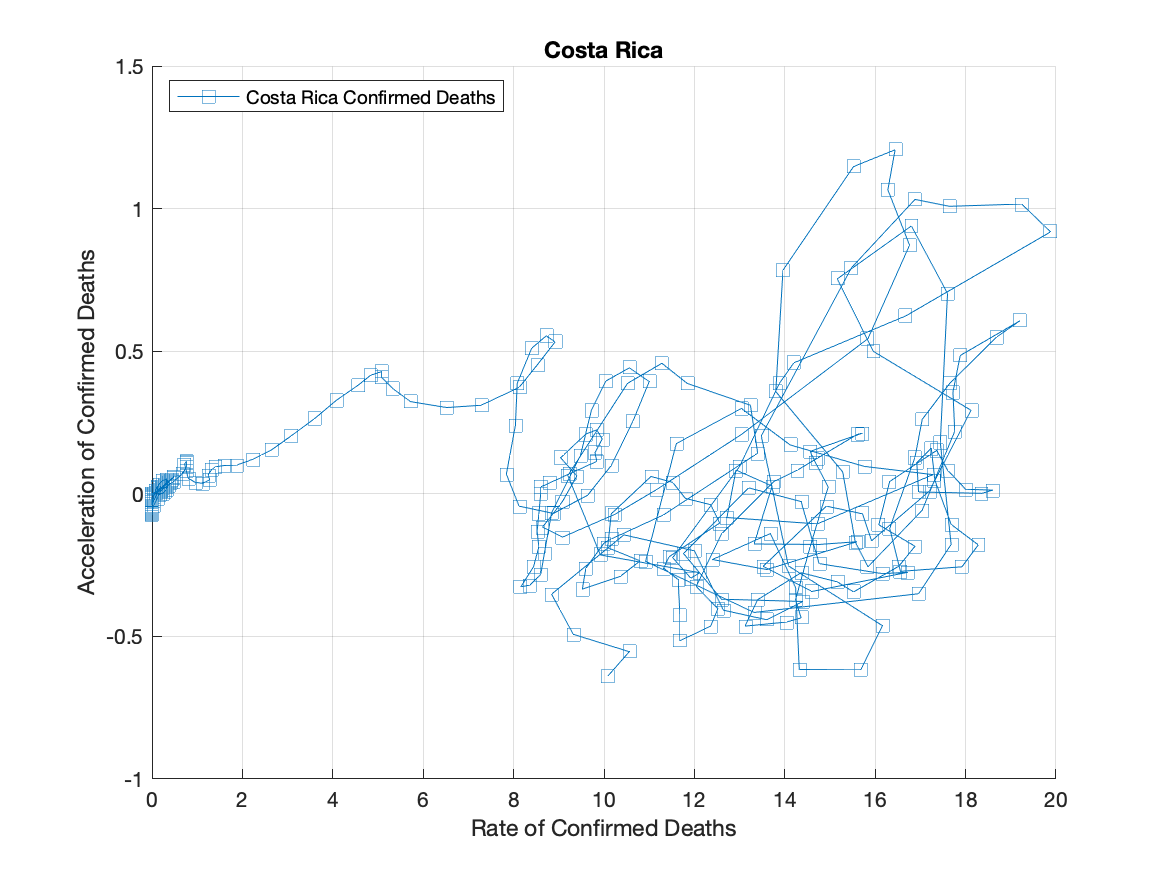 Costa Rica
1.5
Costa Rica Confirmed Deaths
1
0.5
0
-0.5
-1
Acceleration of Confirmed Deaths
0 2 4 6 8 10 12 14 16 18 20
Rate of Confirmed Deaths